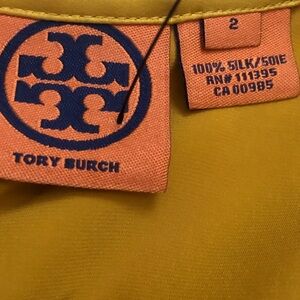 TORY BURCH
2
100% SILK/SOIE
RN# 111395
CA 00985